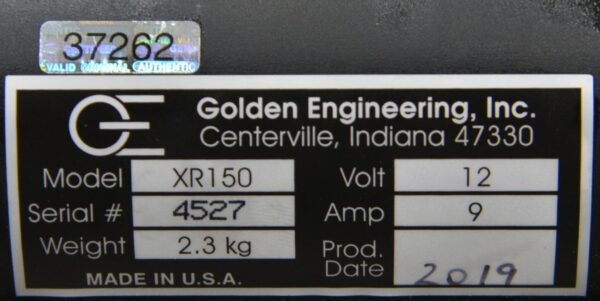 37262
VALID ORIGINAL AUTHENTIC
Golden Engineering, Inc.
Centerville, Indiana 47330
Model XR150 Volt 12
Serial # 4527 Amp 9
Weight 2.3 kg Prod.
Date 2019
MADE IN U.S.A.